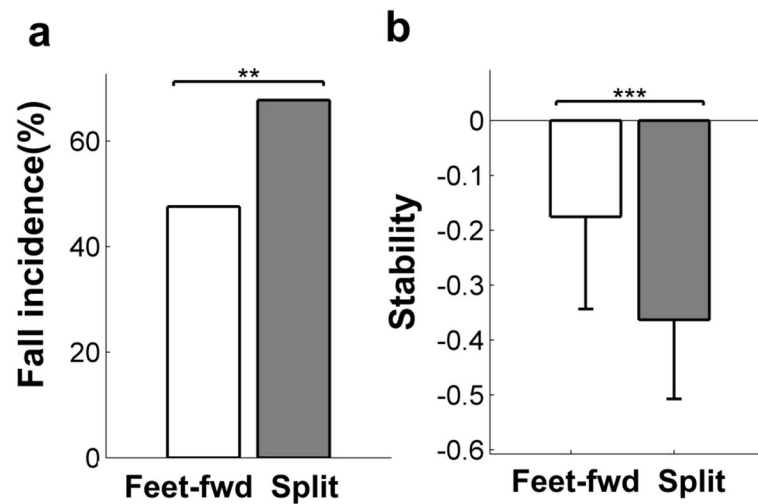 a
Fall incidence(%)
60
40
20
0
**
Feet-fwd Split
b
Stability
0
-0.1
-0.2
-0.3
-0.4
-0.5
-0.6
***
Feet-fwd Split